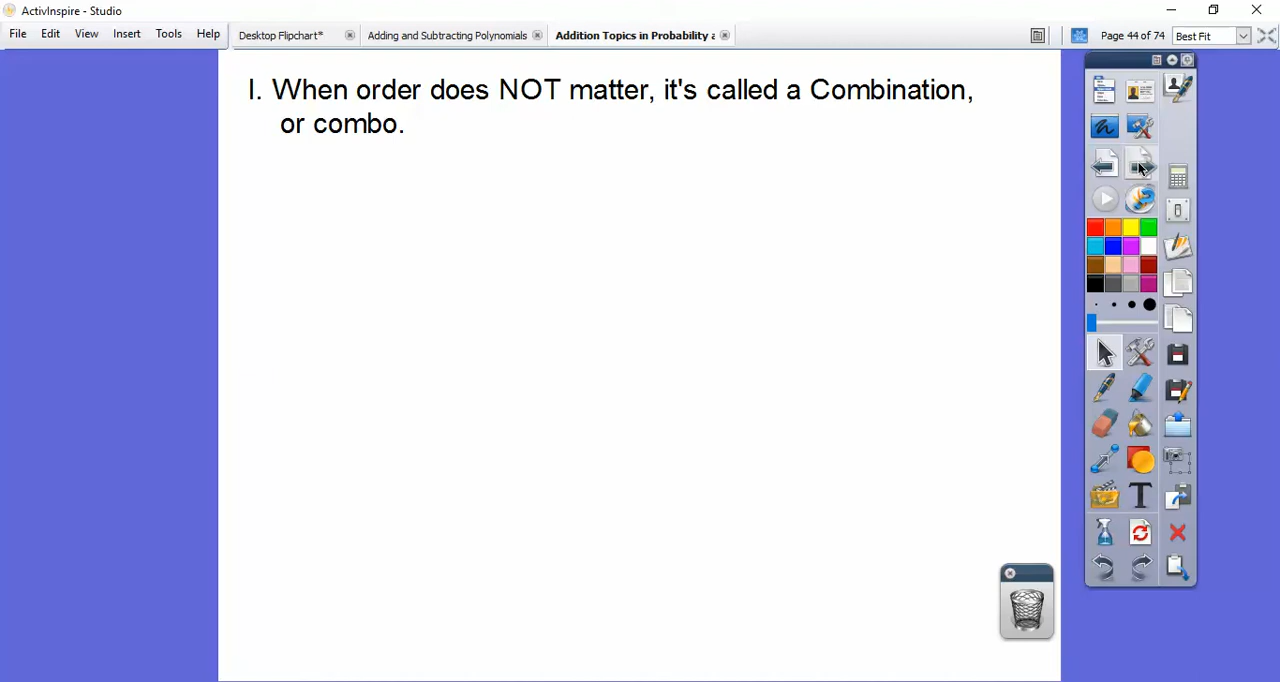 ActivInspire - Studio
File Edit View Insert Tools Help
Desktop Flipchart* Adding and Subtracting Polynomials Addition Topics in Probability a
Page 44 of 74 Best Fit
I. When order does NOT matter, it's called a Combination,
or combo.
T